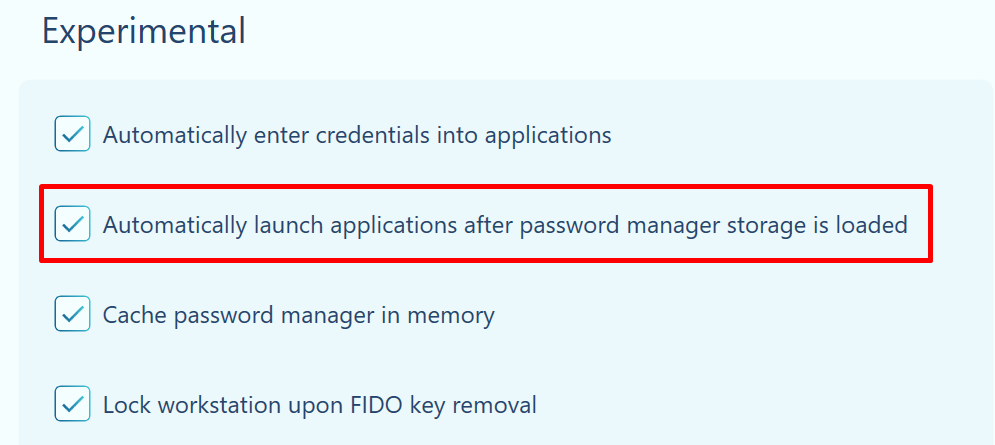 Experimental
Automatically enter credentials into applications
Automatically launch applications after password manager storage is loaded
Cache password manager in memory
Lock workstation upon FIDO key removal